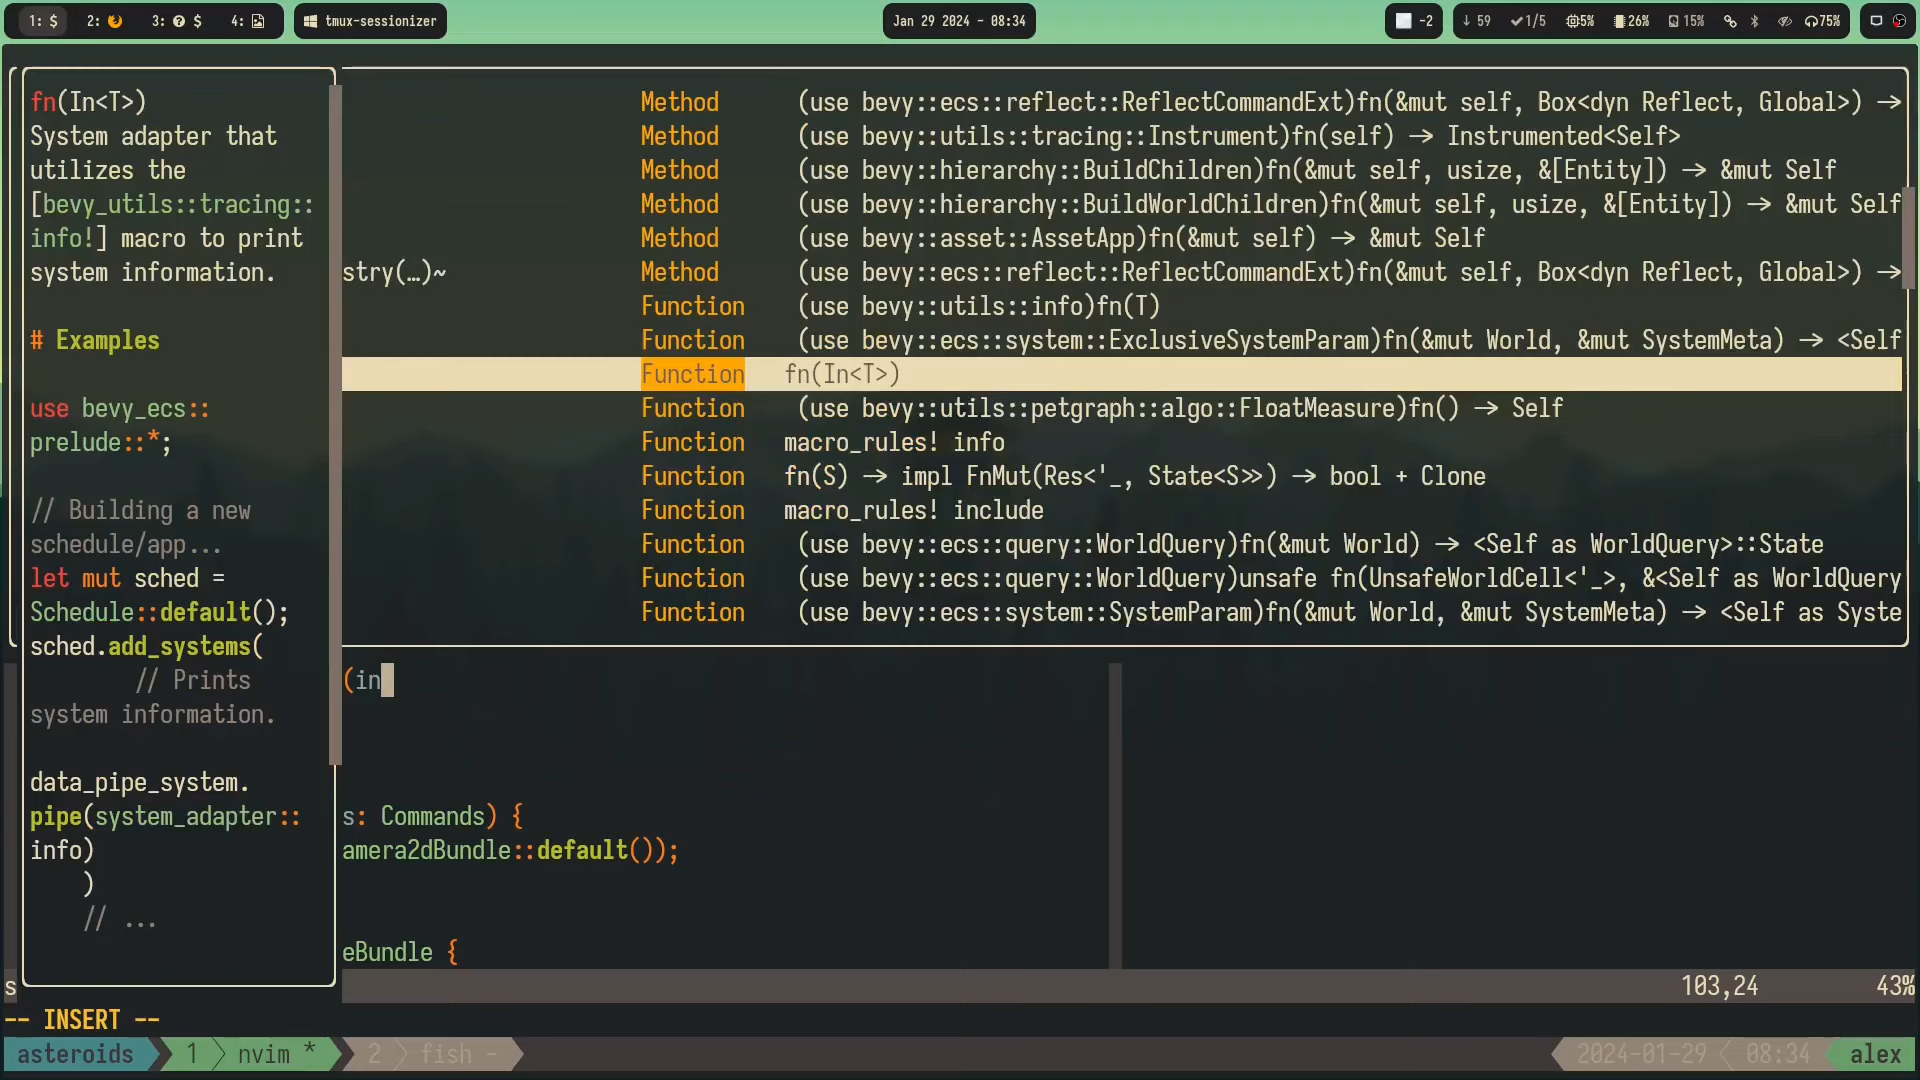 1: $
2:
3: $
4:
tmux-sessionizer
Jan 29 2024 - 08:34
-2
↓ 59
1/5
5%
26%
15%
75%
fn(In<T>)
System adapter that
utilizes the
[bevy_utils::tracing::
info!] macro to print
system information.
# Examples
use bevy_ecs::
prelude::*;
// Building a new
schedule/app...
let mut sched =
Schedule::default();
sched.add_systems(
// Prints
system information.
data_pipe_system.
pipe(system_adapter::
info)
)
// ...
Method (use bevy::ecs::reflect::ReflectCommandExt)fn(&mut self, Box<dyn Reflect, Global>) →
Method (use bevy::utils::tracing::Instrument)fn(self) → Instrumented<Self>
Method (use bevy::hierarchy::BuildChildren)fn(&mut self, usize, &[Entity]) → &mut Self
Method (use bevy::hierarchy::BuildWorldChildren)fn(&mut self, usize, &[Entity]) → &mut Self
Method (use bevy::asset::AssetApp)fn(&mut self) → &mut Self
stry(…)~ Method (use bevy::ecs::reflect::ReflectCommandExt)fn(&mut self, Box<dyn Reflect, Global>) →
Function (use bevy::utils::info)fn(T)
Function (use bevy::ecs::system::ExclusiveSystemParam)fn(&mut World, &mut SystemMeta) → <Self
Function fn(In<T>)
Function (use bevy::utils::petgraph::algo::FloatMeasure)fn() → Self
Function macro_rules! info
Function fn(S) → impl FnMut(Res<'_, State<S>>) → bool + Clone
Function macro_rules! include
Function (use bevy::ecs::query::WorldQuery)fn(&mut World) → <Self as WorldQuery>::State
Function (use bevy::ecs::query::WorldQuery)unsafe fn(UnsafeWorldCell<'_>, &<Self as WorldQuery
Function (use bevy::ecs::system::SystemParam)fn(&mut World, &mut SystemMeta) → <Self as Syste
(in
s: Commands) {
amera2dBundle::default());
eBundle {
s
103,24 43%
-- INSERT --
asteroids 1 nvim * 2 fish - 2024-01-29 08:34 alex